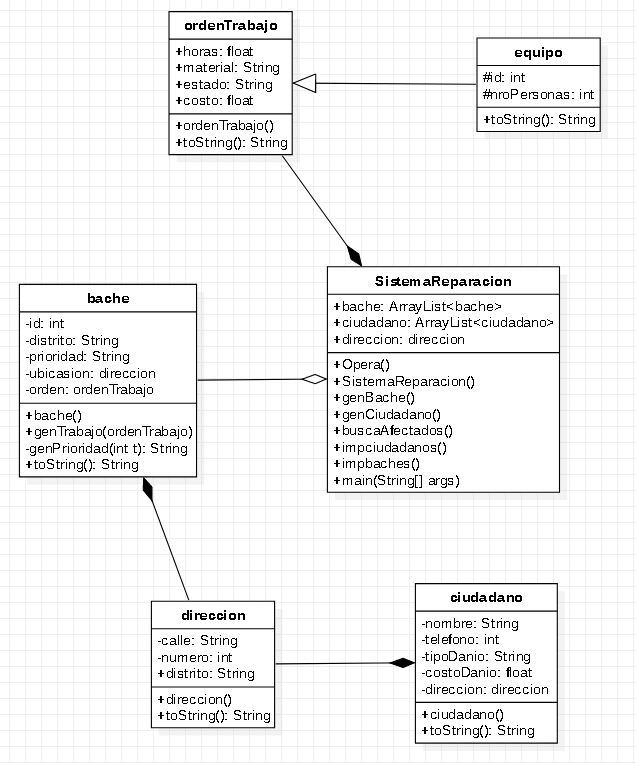 ordenTrabajo
+horas: float
+material: String
+estado: String
+costo: float
+ordenTrabajo()
+toString(): String
equipo
#id: int
#nroPersonas: int
+toString(): String
bache
-id: int
-distrito: String
-prioridad: String
-ubicasion: direccion
-orden: ordenTrabajo
+bache()
+genTrabajo(ordenTrabajo)
-genPrioridad(int t): String
+toString(): String
SistemaReparacion
+bache: ArrayList<bache>
+ciudadano: ArrayList<ciudadano>
+direccion: direccion
+Opera()
+SistemaReparacion()
+genBache()
+genCiudadano()
+buscaAfectados()
+impciudadanos()
+impbaches()
+main(String[] args)
direccion
-calle: String
-numero: int
+distrito: String
+direccion()
+toString(): String
ciudadano
-nombre: String
-telefono: int
-tipoDanio: String
-costoDanio: float
-direccion: direccion
+ciudadano()
+toString(): String